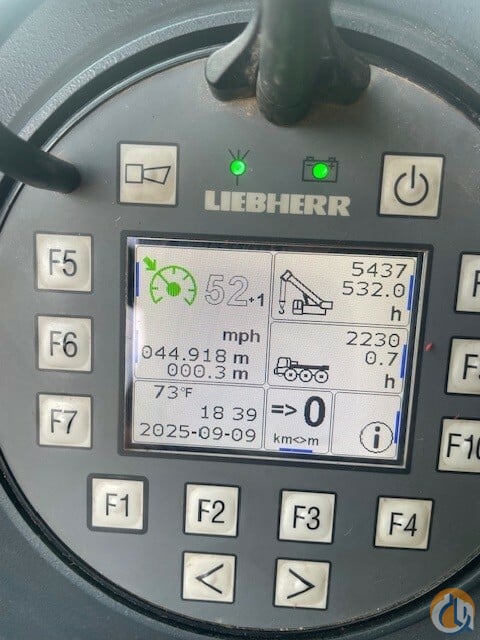 LIEBHERR
F5
F6
F7
52+1
mph
044.918 m
000.3 m
5437
532.0
h
2230
0.7
h
73°F
18 39
2025-09-09
=> 0
km<>m
i
F10
F1
F2
F3
F4
<
>